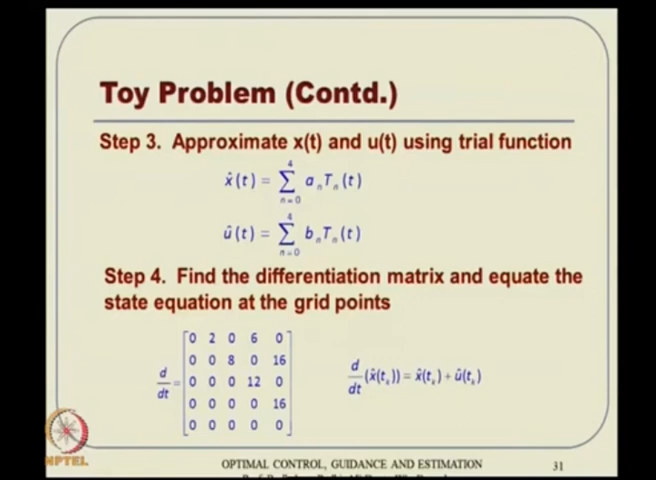 Toy Problem (Contd.)
Step 3. Approximate x(t) and u(t) using trial function
x̂(t) = ∑_{n=0}^{4} a_n T_n(t)
û(t) = ∑_{n=0}^{4} b_n T_n(t)
Step 4. Find the differentiation matrix and equate the
state equation at the grid points
d/dt =
0 2 0 6 0
0 0 8 0 16
0 0 0 12 0
0 0 0 0 16
0 0 0 0 0
d/dt (x̂(t_k)) = x̂(t_k) + û(t_k)
NPTEL
OPTIMAL CONTROL, GUIDANCE AND ESTIMATION
31